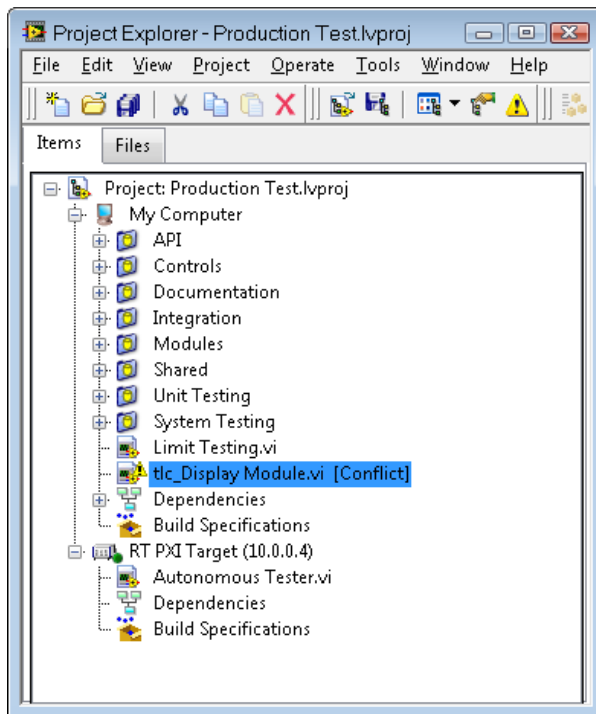 Project Explorer - Production Test.lvproj
File Edit View Project Operate Tools Window Help
Items Files
Project: Production Test.lvproj
My Computer
API
Controls
Documentation
Integration
Modules
Shared
Unit Testing
System Testing
Limit Testing.vi
tlc_Display Module.vi [Conflict]
Dependencies
Build Specifications
RT PXI Target (10.0.0.4)
Autonomous Tester.vi
Dependencies
Build Specifications